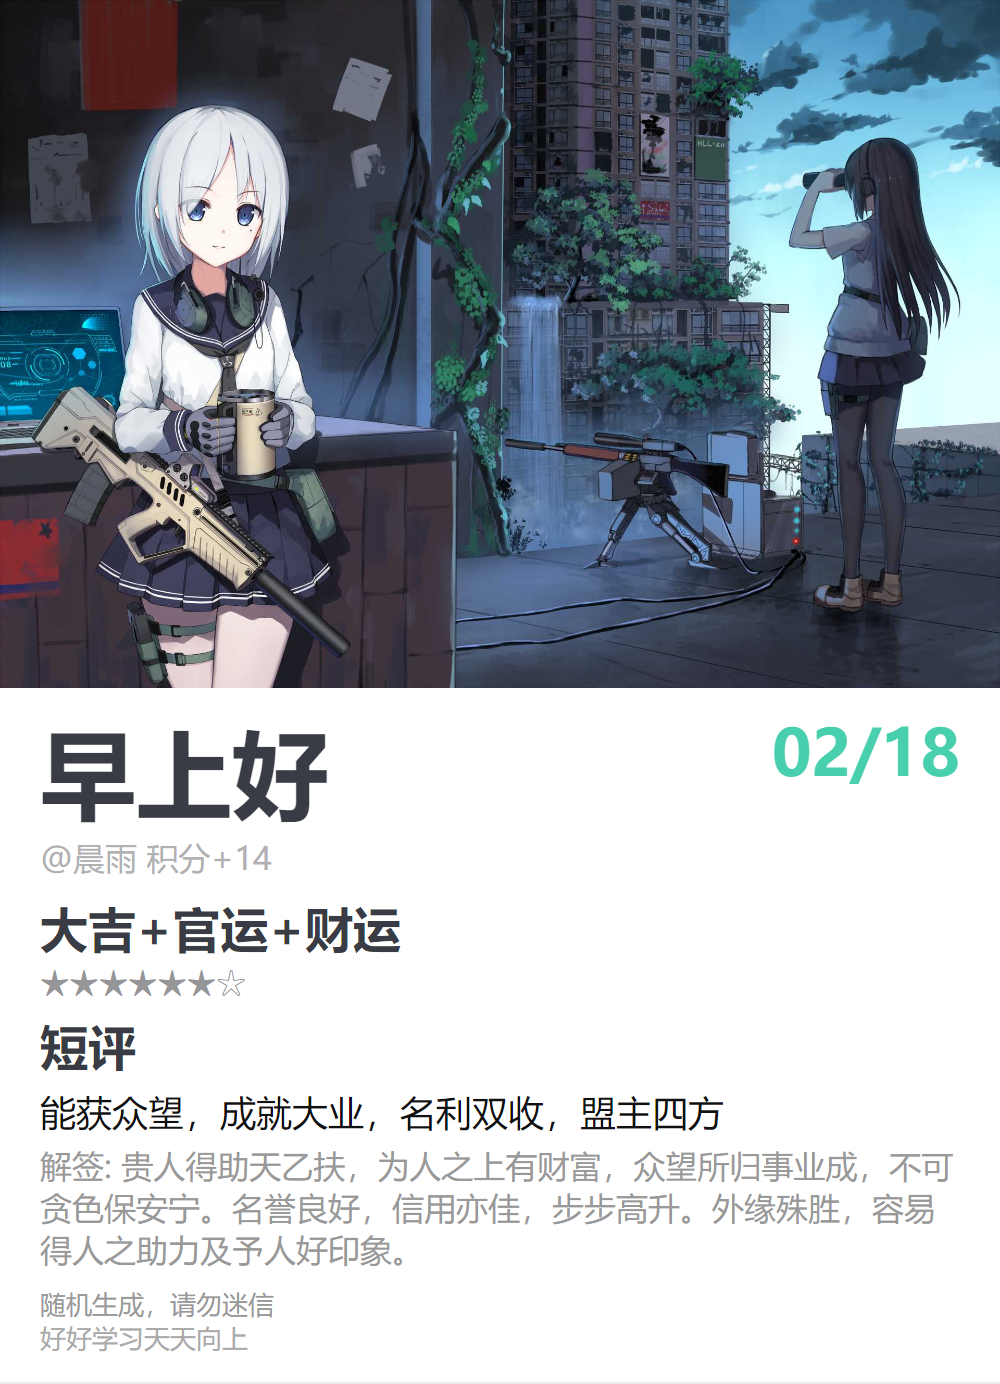 HLL-ZU
08
早上好
02/18
@晨雨 积分+14
大吉+官运+财运
★★★★★★☆
短评
能获众望，成就大业，名利双收，盟主四方
解签: 贵人得助天乙扶，为人之上有财富，众望所归事业成，不可
贪色保安宁。名誉良好，信用亦佳，步步高升。外缘殊胜，容易
得人之助力及予人好印象。
随机生成，请勿迷信
好好学习天天向上